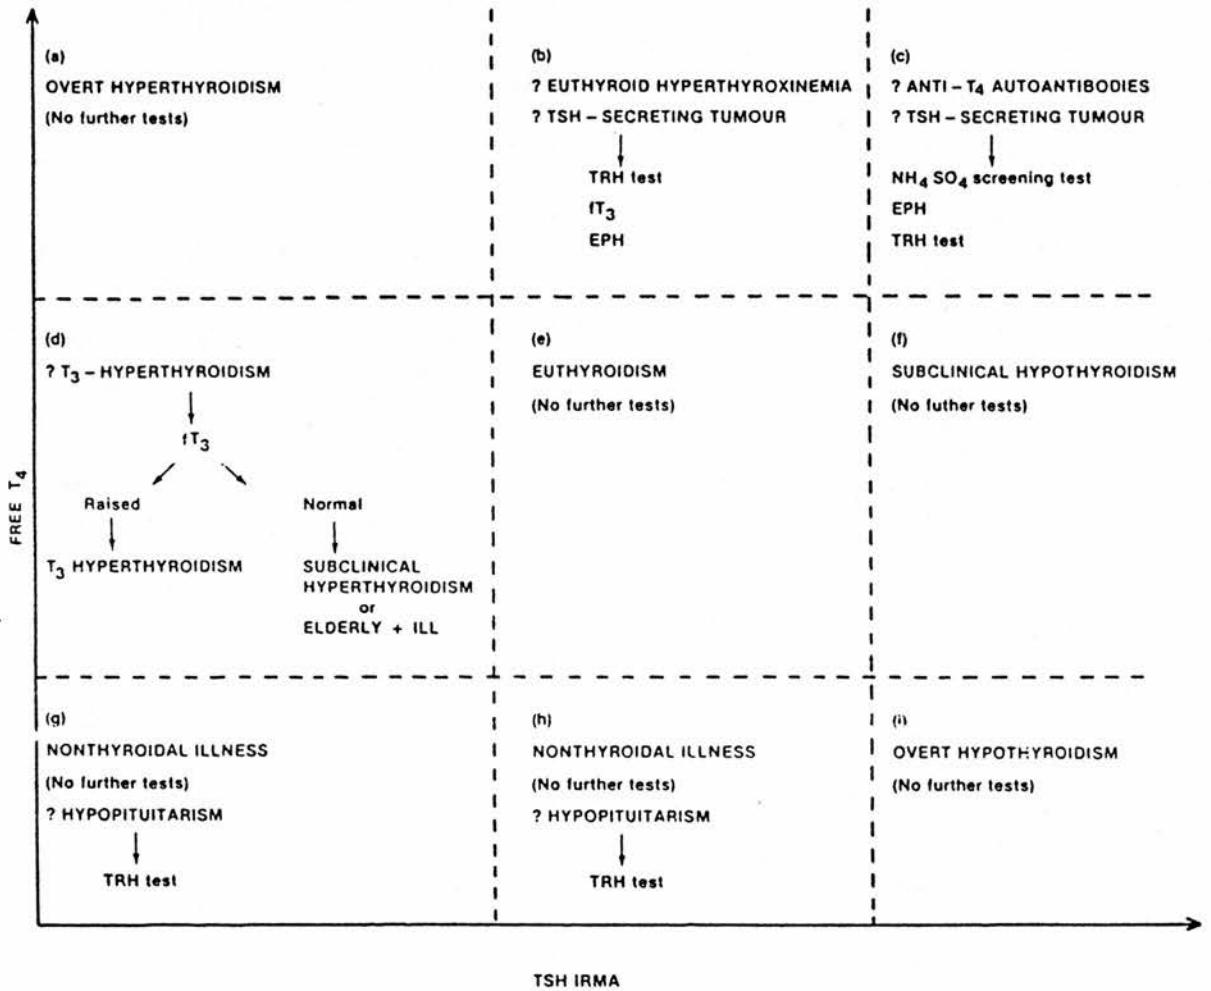 (a)
OVERT HYPERTHYROIDISM
(No further tests)
(b)
? EUTHYROID HYPERTHYROXINEMIA
? TSH – SECRETING TUMOUR
TRH test
fT3
EPH
(c)
? ANTI – T4 AUTOANTIBODIES
? TSH – SECRETING TUMOUR
NH4 SO4 screening test
EPH
TRH test
(d)
? T3 – HYPERTHYROIDISM
fT3
Raised
Normal
T3 HYPERTHYROIDISM
SUBCLINICAL
HYPERTHYROIDISM
or
ELDERLY + ILL
(e)
EUTHYROIDISM
(No further tests)
(f)
SUBCLINICAL HYPOTHYROIDISM
(No futher tests)
(g)
NONTHYROIDAL ILLNESS
(No further tests)
? HYPOPITUITARISM
TRH test
(h)
NONTHYROIDAL ILLNESS
(No further tests)
? HYPOPITUITARISM
TRH test
(i)
OVERT HYPOTHYROIDISM
(No further tests)
FREE T4
TSH IRMA